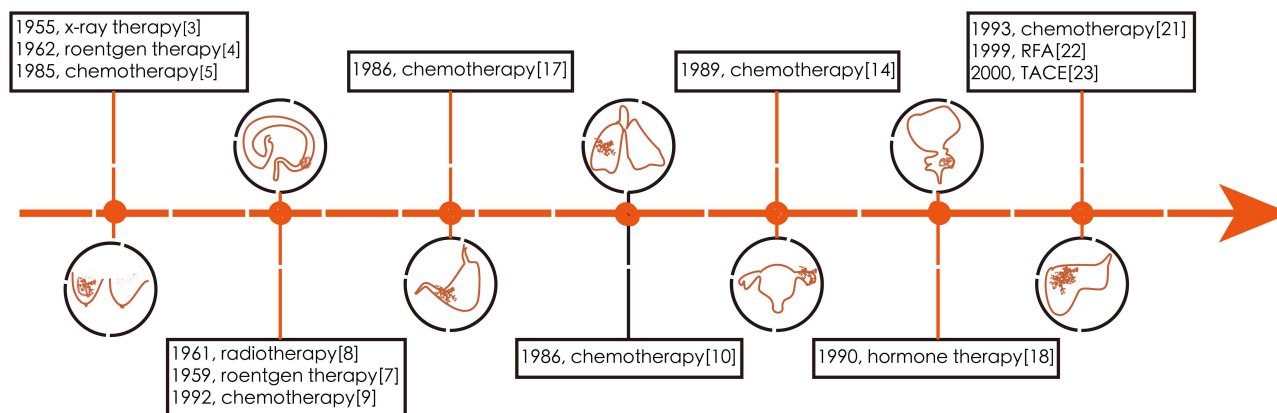 1955, x-ray therapy[3]
1962, roentgen therapy[4]
1985, chemotherapy[5]
1986, chemotherapy[17]
1989, chemotherapy[14]
1993, chemotherapy[21]
1999, RFA[22]
2000, TACE[23]
1961, radiotherapy[8]
1959, roentgen therapy[7]
1992, chemotherapy[9]
1986, chemotherapy[10]
1990, hormone therapy[18]